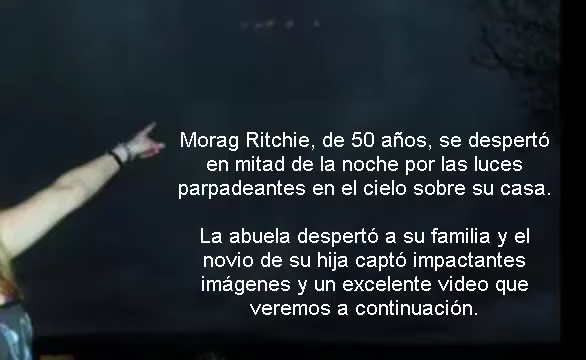 Morag Ritchie, de 50 años, se despertó
en mitad de la noche por las luces
parpadeantes en el cielo sobre su casa.
La abuela despertó a su familia y el
novio de su hija captó impactantes
imágenes y un excelente video que
veremos a continuación.